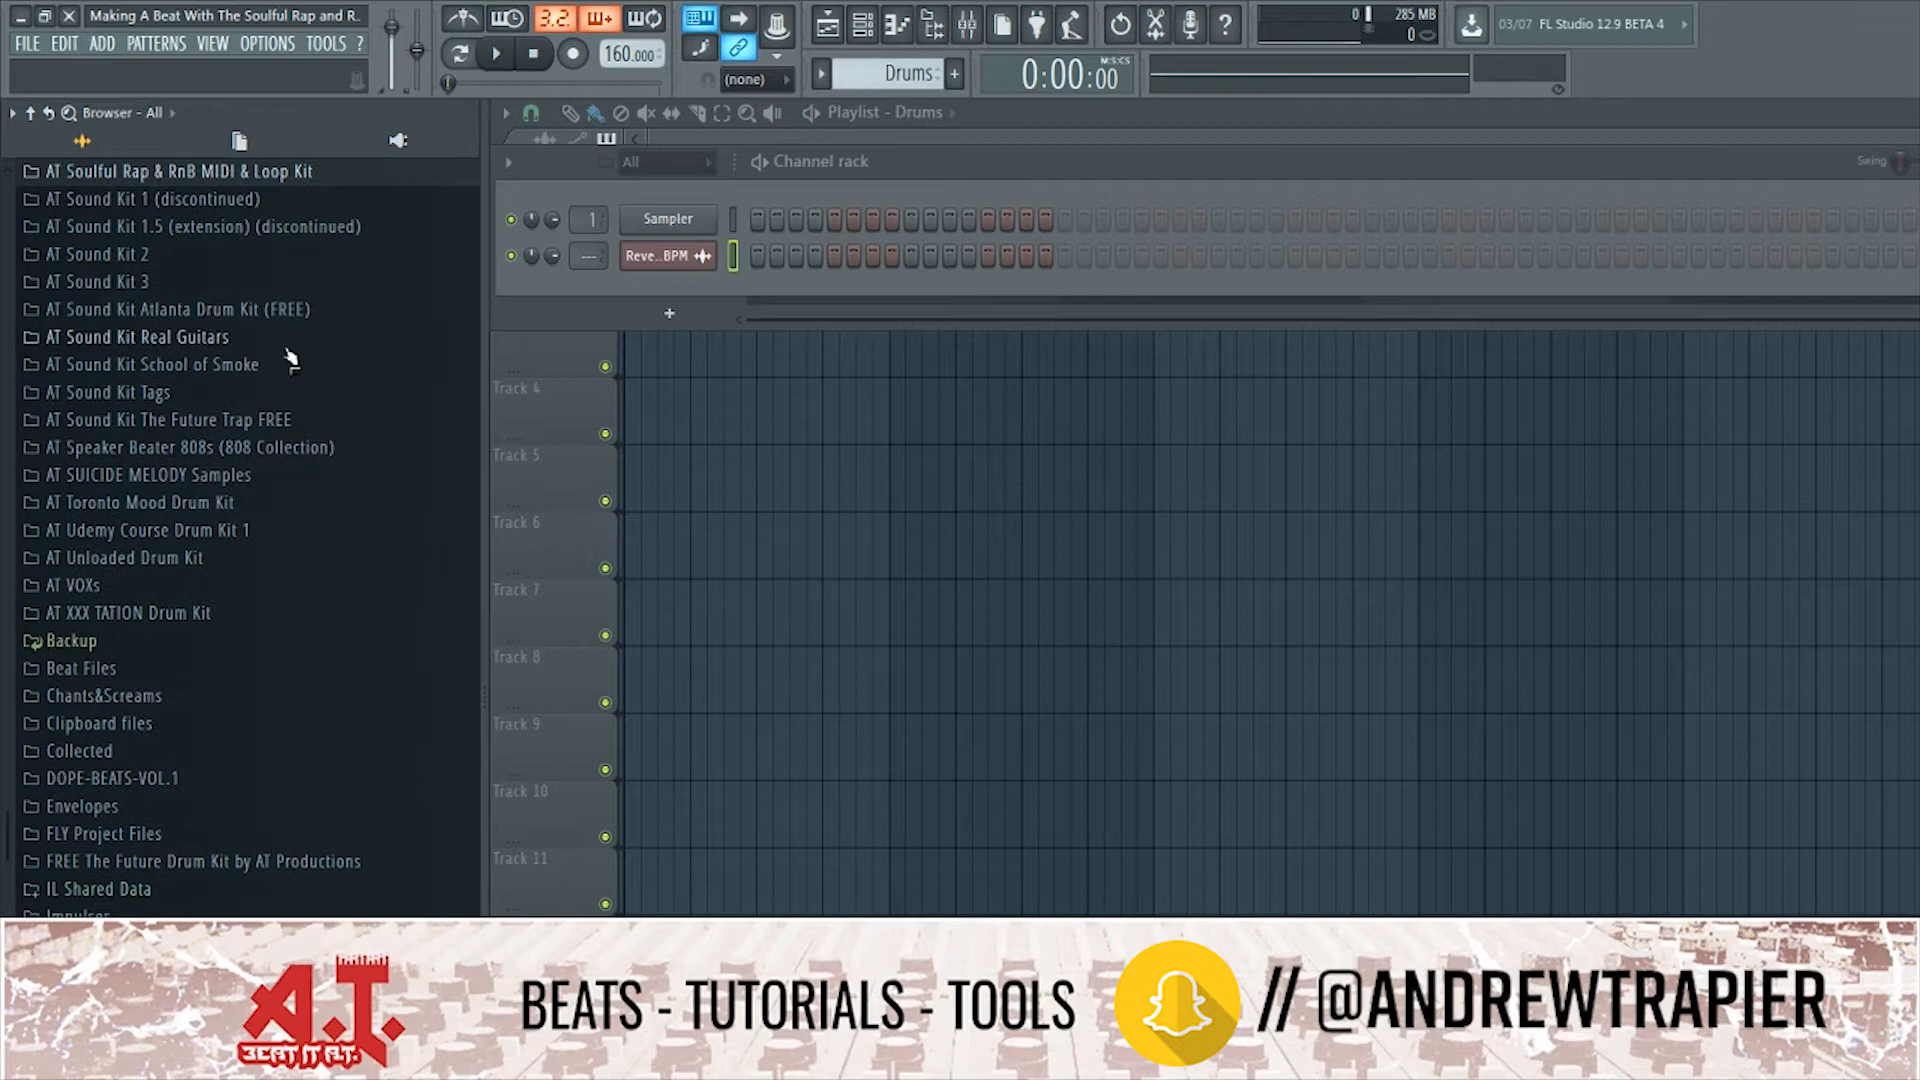 Making A Beat With The Soulful Rap and R..
FILE EDIT ADD PATTERNS VIEW OPTIONS TOOLS ?
3.2.
160.000
(none)
Drums
0:00:00
M:S:CS
0
285 MB
0
03/07 FL Studio 12.9 BETA 4
Browser - All
AT Soulful Rap & RnB MIDI & Loop Kit
AT Sound Kit 1 (discontinued)
AT Sound Kit 1.5 (extension) (discontinued)
AT Sound Kit 2
AT Sound Kit 3
AT Sound Kit Atlanta Drum Kit (FREE)
AT Sound Kit Real Guitars
AT Sound Kit School of Smoke
AT Sound Kit Tags
AT Sound Kit The Future Trap FREE
AT Speaker Beater 808s (808 Collection)
AT SUICIDE MELODY Samples
AT Toronto Mood Drum Kit
AT Udemy Course Drum Kit 1
AT Unloaded Drum Kit
AT VOXs
AT XXX TATION Drum Kit
Backup
Beat Files
Chants&Screams
Clipboard files
Collected
DOPE-BEATS-VOL.1
Envelopes
FLY Project Files
FREE The Future Drum Kit by AT Productions
IL Shared Data
Impulses
Playlist - Drums
All
Channel rack
Swing
1 Sampler
--- Reve..BPM
Track 4
Track 5
Track 6
Track 7
Track 8
Track 9
Track 10
Track 11
A.T.
BEAT IT A.T.
BEATS - TUTORIALS - TOOLS // @ANDREWTRAPIER